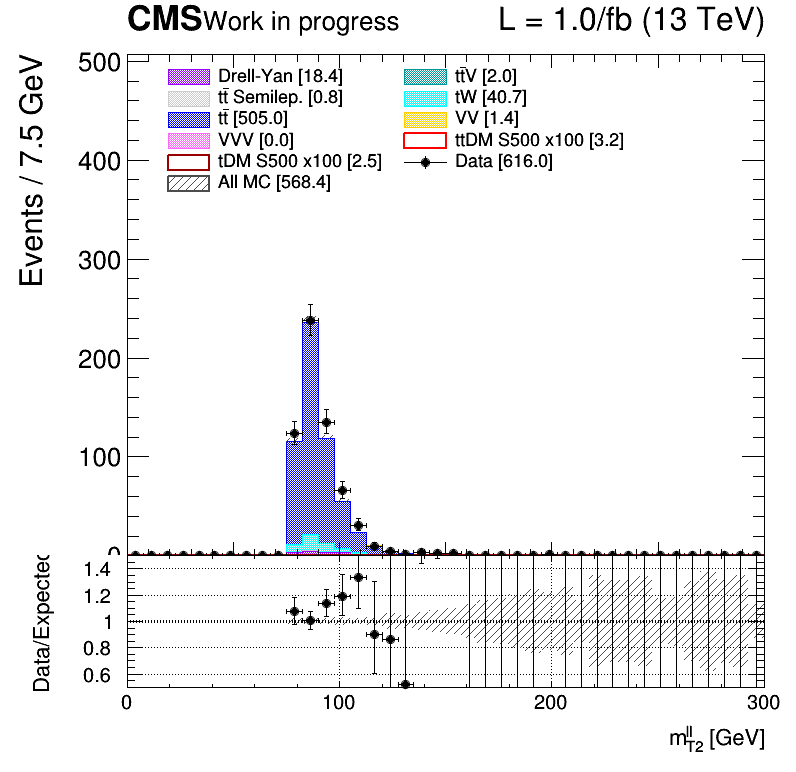 CMS Work in progress L = 1.0/fb (13 TeV)
Events / 7.5 GeV
500
400
300
200
100
0
Drell-Yan [18.4]
tt̄V [2.0]
tt̄ Semilep. [0.8]
tW [40.7]
tt̄ [505.0]
VV [1.4]
VVV [0.0]
ttDM S500 x100 [3.2]
tDM S500 x100 [2.5]
Data [616.0]
All MC [568.4]
Data/Expected
1.4
1.2
1
0.8
0.6
0 100 200 300
m_T2^ll [GeV]